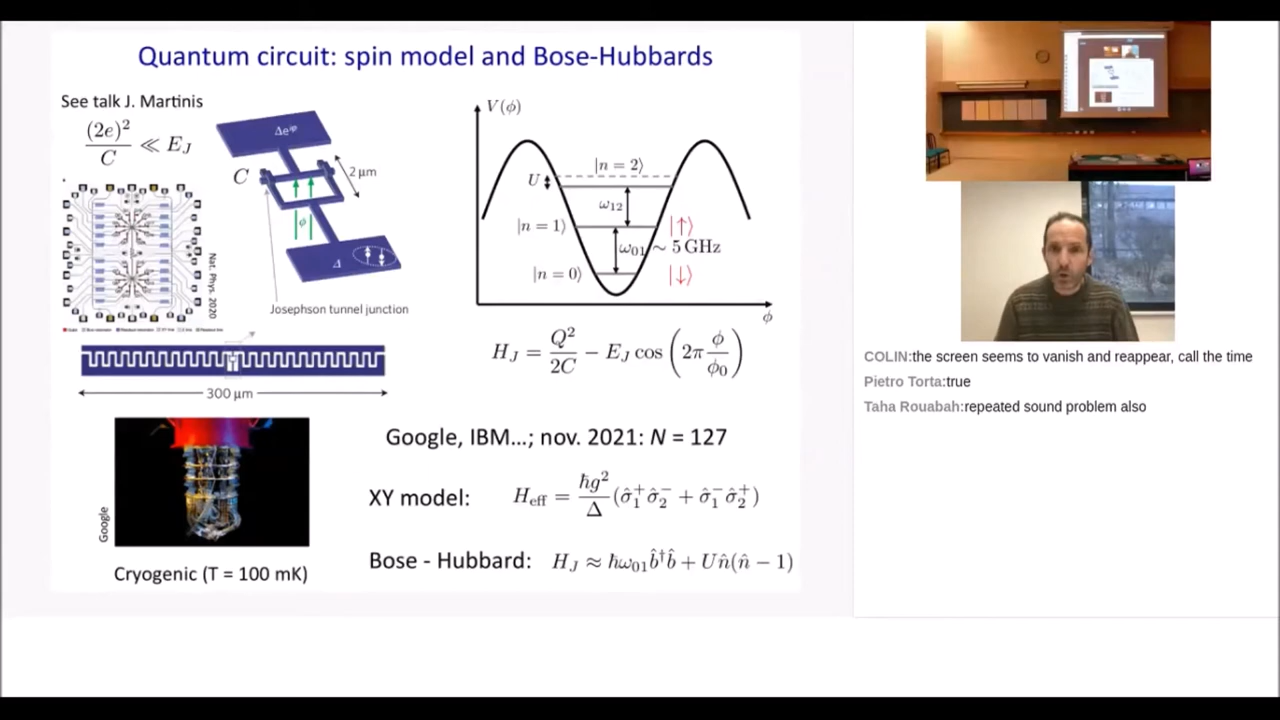 Quantum circuit: spin model and Bose-Hubbards
See talk J. Martinis
(2e)²/C ≪ E_J
Δe^{iφ}
C
2 μm
|ϕ|
Δ
Josephson tunnel junction
Nat. Phys. 2020
300 μm
Google
Cryogenic (T = 100 mK)
V(ϕ)
|n = 2⟩
U
ω₁₂
|n = 1⟩
|↑⟩
ω₀₁ ~ 5 GHz
|n = 0⟩
|↓⟩
ϕ
H_J = Q²/2C − E_J cos(2π ϕ/ϕ₀)
Google, IBM...; nov. 2021: N = 127
XY model: H_eff = ħg²/Δ (σ̂₁⁺σ̂₂⁻ + σ̂₁⁻σ̂₂⁺)
Bose - Hubbard: H_J ≈ ħω₀₁b̂†b̂ + Un̂(n̂ − 1)
COLIN:the screen seems to vanish and reappear, call the time
Pietro Torta:true
Taha Rouabah:repeated sound problem also